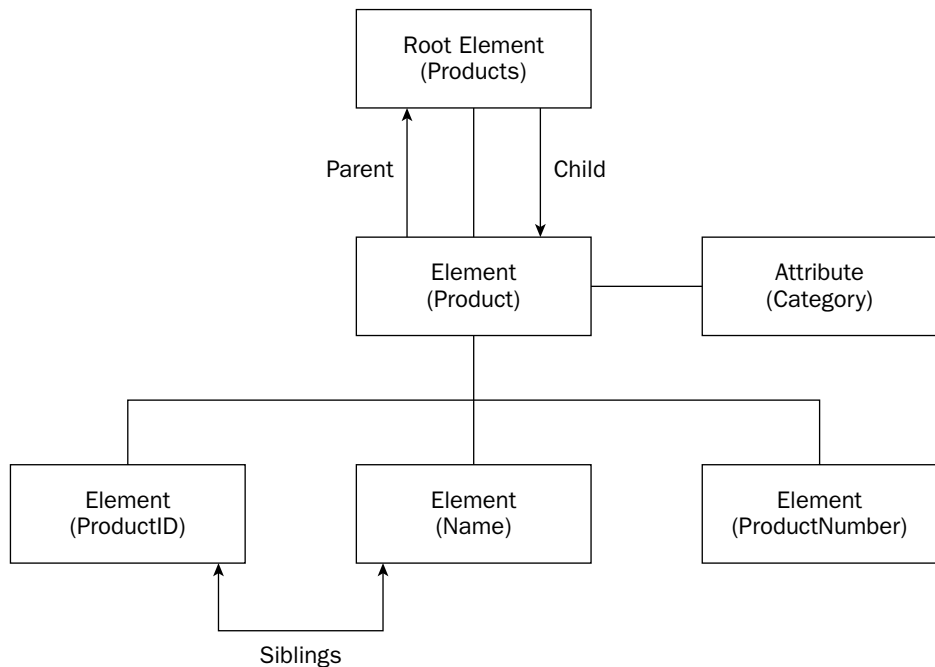 Root Element
(Products)
Parent
Child
Element
(Product)
Attribute
(Category)
Element
(ProductID)
Element
(Name)
Element
(ProductNumber)
Siblings